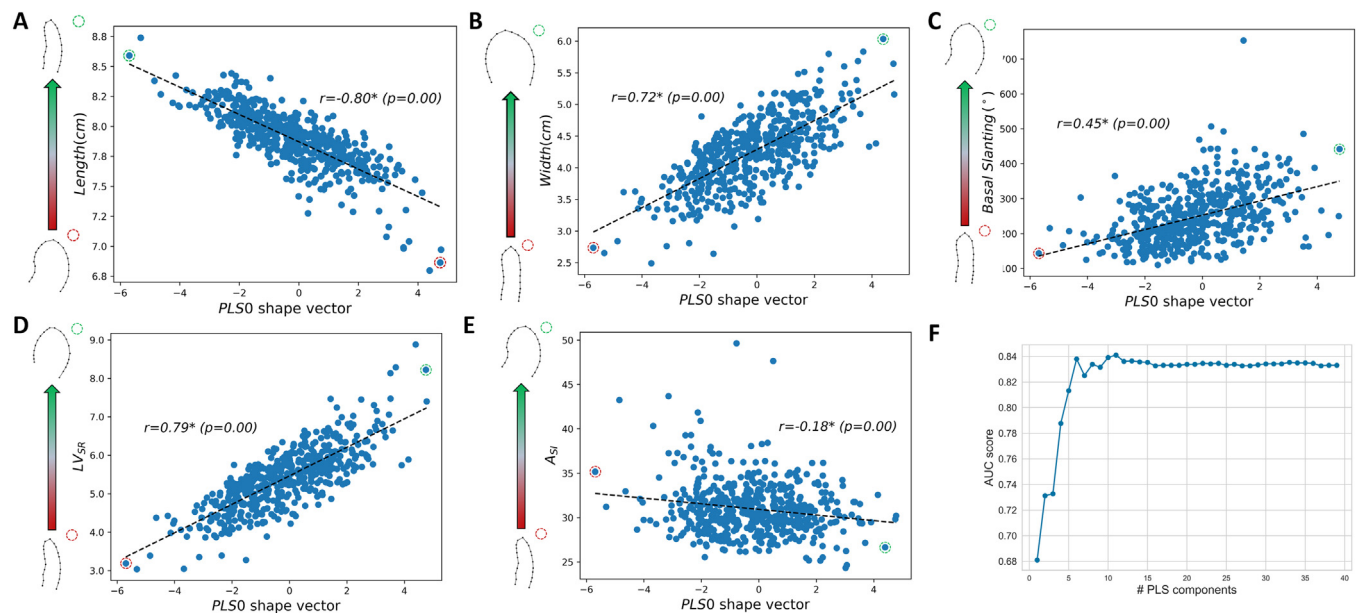 A
8.8
8.5
8.2
8.0
7.8
7.5
7.2
7.0
6.8
Length(cm)
r=-0.80* (p=0.00)
−6 −4 −2 0 2 4
PLS0 shape vector
B
6.0
5.5
5.0
4.5
4.0
3.5
3.0
2.5
Width(cm)
r=0.72* (p=0.00)
−6 −4 −2 0 2 4
PLS0 shape vector
C
'00
600
500
400
300
200
.00
Basal Slanting(°)
r=0.45* (p=0.00)
−6 −4 −2 0 2 4
PLS0 shape vector
D
9.0
8.0
7.0
6.0
5.0
4.0
3.0
LVSR
r=0.79* (p=0.00)
−6 −4 −2 0 2 4
PLS0 shape vector
E
50
45
40
35
30
25
ASI
r=-0.18* (p=0.00)
−6 −4 −2 0 2 4
PLS0 shape vector
F
0.84
0.82
0.80
0.78
0.76
0.74
0.72
0.70
0.68
AUC score
0 5 10 15 20 25 30 35 40
# PLS components